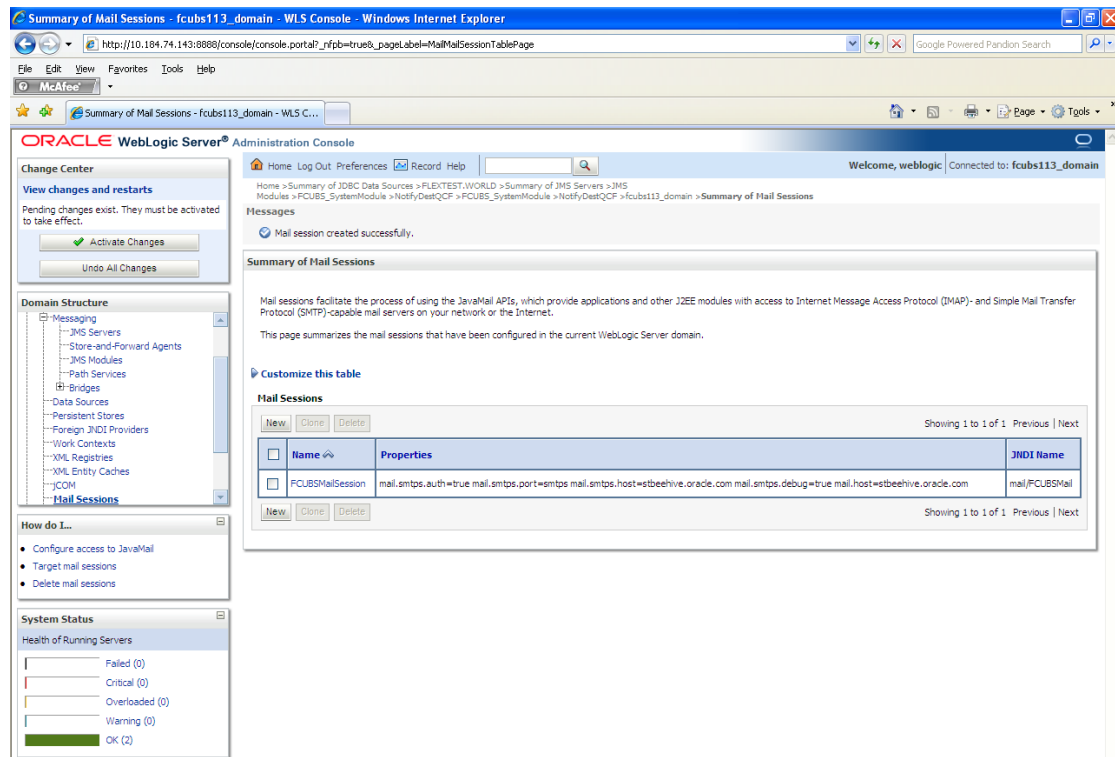 Summary of Mail Sessions - fcubs113_domain - WLS Console - Windows Internet Explorer
http://10.184.74.143:8888/console/console.portal?_nfpb=true&_pageLabel=MailMailSessionTablePage
Google Powered Pandion Search
File Edit View Favorites Tools Help
McAfee
Summary of Mail Sessions - fcubs113_domain - WLS C...
Page Tools
ORACLE WebLogic Server® Administration Console
Change Center
View changes and restarts
Pending changes exist. They must be activated
to take effect.
Activate Changes
Undo All Changes
Domain Structure
Messaging
JMS Servers
Store-and-Forward Agents
JMS Modules
Path Services
Bridges
Data Sources
Persistent Stores
Foreign JNDI Providers
Work Contexts
XML Registries
XML Entity Caches
jCOM
Mail Sessions
How do I...
Configure access to JavaMail
Target mail sessions
Delete mail sessions
System Status
Health of Running Servers
Failed (0)
Critical (0)
Overloaded (0)
Warning (0)
OK (2)
Home Log Out Preferences Record Help
Welcome, weblogic Connected to: fcubs113_domain
Home >Summary of JDBC Data Sources >FLEXTEST.WORLD >Summary of JMS Servers >JMS
Modules >FCUBS_SystemModule >NotifyDestQCF >FCUBS_SystemModule >NotifyDestQCF >fcubs113_domain >Summary of Mail Sessions
Messages
Mail session created successfully.
Summary of Mail Sessions
Mail sessions facilitate the process of using the JavaMail APIs, which provide applications and other J2EE modules with access to Internet Message Access Protocol (IMAP)- and Simple Mail Transfer
Protocol (SMTP)-capable mail servers on your network or the Internet.
This page summarizes the mail sessions that have been configured in the current WebLogic Server domain.
Customize this table
Mail Sessions
New Clone Delete
Showing 1 to 1 of 1 Previous | Next
Name Properties JNDI Name
FCUBSMailSession mail.smtps.auth=true mail.smtps.port=smtps mail.smtps.host=stbeehive.oracle.com mail.smtps.debug=true mail.host=stbeehive.oracle.com mail/FCUBSMail
New Clone Delete
Showing 1 to 1 of 1 Previous | Next